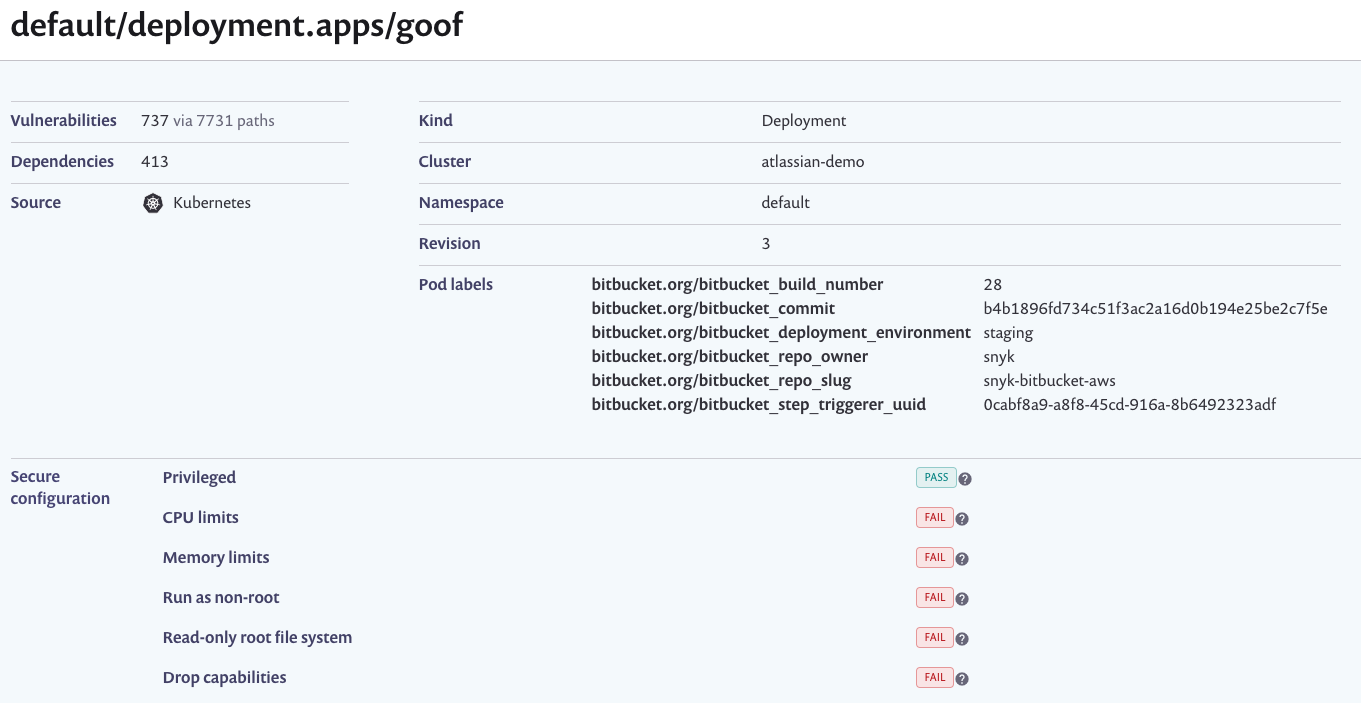 default/deployment.apps/goof
Vulnerabilities 737 via 7731 paths
Dependencies 413
Source Kubernetes
Kind Deployment
Cluster atlassian-demo
Namespace default
Revision 3
Pod labels bitbucket.org/bitbucket_build_number 28
bitbucket.org/bitbucket_commit b4b1896fd734c51f3ac2a16d0b194e25be2c7f5e
bitbucket.org/bitbucket_deployment_environment staging
bitbucket.org/bitbucket_repo_owner snyk
bitbucket.org/bitbucket_repo_slug snyk-bitbucket-aws
bitbucket.org/bitbucket_step_triggerer_uuid 0cabf8a9-a8f8-45cd-916a-8b6492323adf
Secure configuration
Privileged PASS ?
CPU limits FAIL ?
Memory limits FAIL ?
Run as non-root FAIL ?
Read-only root file system FAIL ?
Drop capabilities FAIL ?